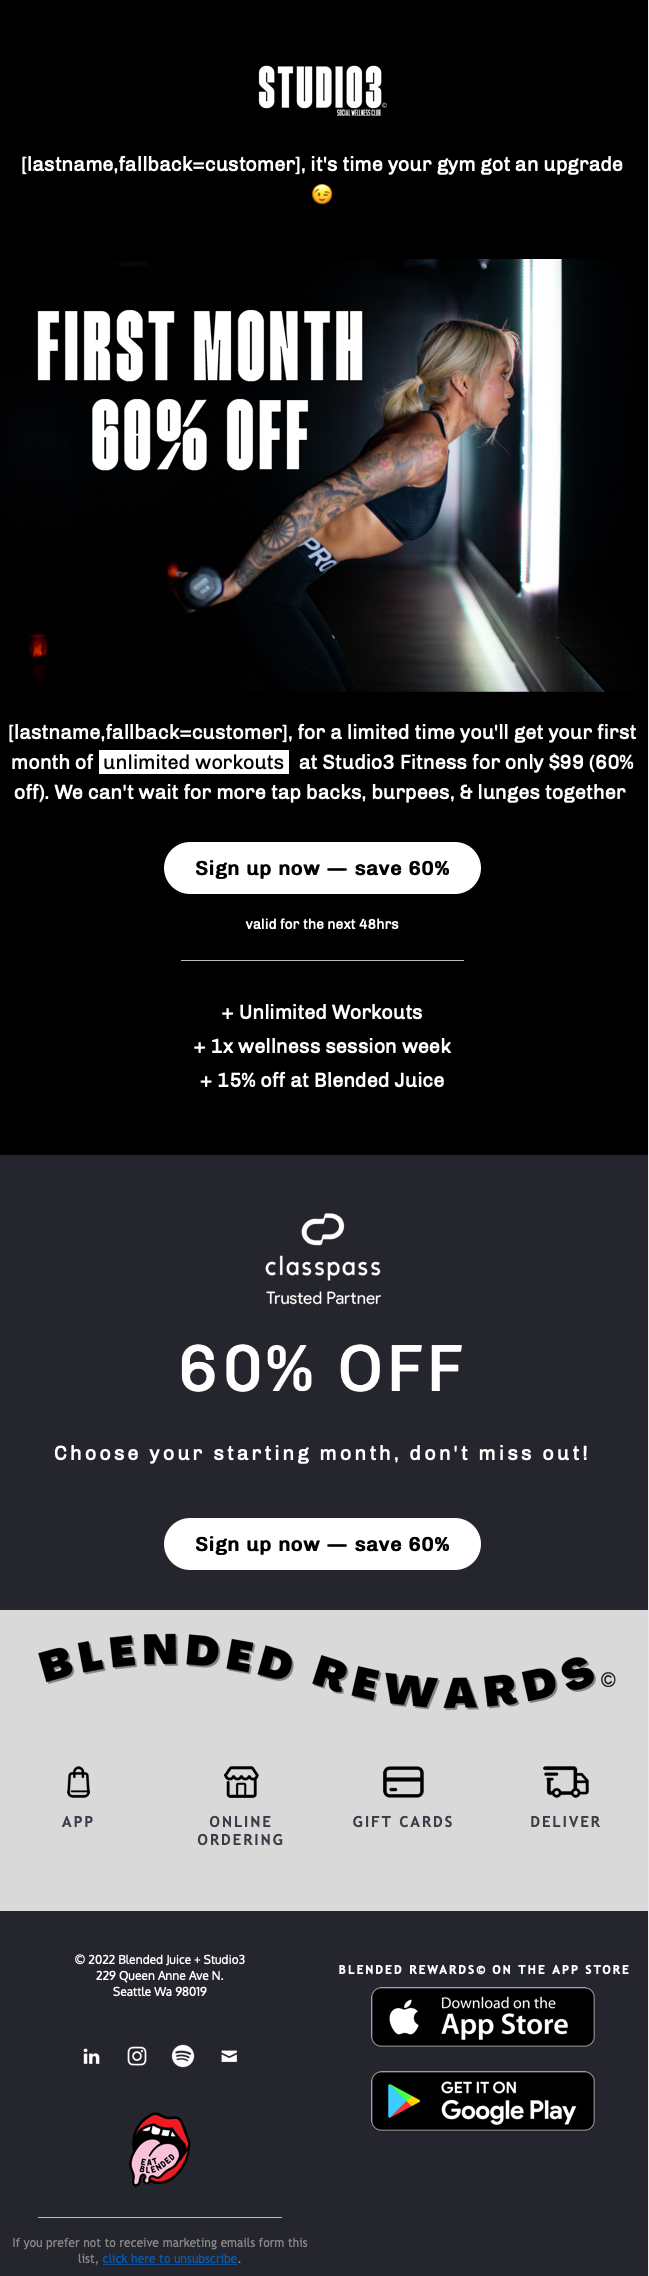 STUDIO3©
SOCIAL WELLNESS CLUB
[lastname,fallback=customer], it's time your gym got an upgrade
😉
FIRST MONTH
60% OFF
PRO
[lastname,fallback=customer], for a limited time you'll get your first
month of unlimited workouts at Studio3 Fitness for only $99 (60%
off). We can't wait for more tap backs, burpees, & lunges together
Sign up now — save 60%
valid for the next 48hrs
+ Unlimited Workouts
+ 1x wellness session week
+ 15% off at Blended Juice
classpass
Trusted Partner
60% OFF
Choose your starting month, don't miss out!
Sign up now — save 60%
BLENDED REWARDS©
APP
ONLINE
ORDERING
GIFT CARDS
DELIVER
© 2022 Blended Juice + Studio3
229 Queen Anne Ave N.
Seattle Wa 98019
in
EAT
BLENDED
If you prefer not to receive marketing emails form this
list, click here to unsubscribe.
BLENDED REWARDS© ON THE APP STORE
Download on the
App Store
GET IT ON
Google Play